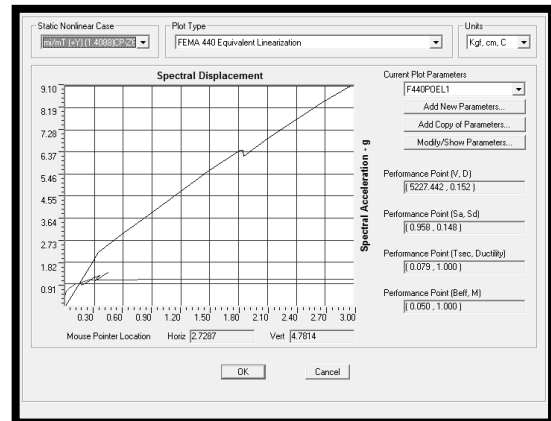 Static Nonlinear Case
Plot Type
FEMA 440 Equivalent Linearization
Units
Kgf, cm, C
Spectral Displacement
9.10
8.19
7.28
6.37
5.46
4.55
3.64
2.73
1.82
0.91
0.30 0.60 0.90 1.20 1.50 1.80 2.10 2.40 2.70 3.00
Spectral Acceleration - g
Mouse Pointer Location Horiz 2.7287 Vert 4.7814
Current Plot Parameters
F440POEL1
Add New Parameters...
Add Copy of Parameters...
Modify/Show Parameters...
Performance Point (V, D)
( 5227.442 , 0.152 )
Performance Point (Sa, Sd)
( 0.958 , 0.148 )
Performance Point (Tsec, Ductility)
( 0.079 , 1.000 )
Performance Point (Beff, M)
( 0.050 , 1.000 )
OK
Cancel